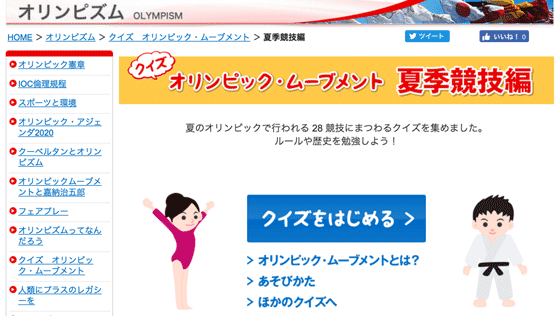 オリンピズム OLYMPISM
HOME > オリンピズム > クイズ オリンピック・ムーブメント > 夏季競技編
ツイート
いいね! 0
オリンピック憲章
IOC倫理規程
スポーツと環境
オリンピック・アジェ
ンダ2020
クーベルタンとオリン
ピズム
オリンピックムーブメ
ントと嘉納治五郎
フェアプレー
オリンピズムってなん
だろう
クイズ オリンピッ
ク・ムーブメント
人類にプラスのレガシ
ーを
クイズ
オリンピック・ムーブメント 夏季競技編
夏のオリンピックで行われる 28 競技にまつわるクイズを集めました。
ルールや歴史を勉強しよう!
クイズをはじめる >
> オリンピック・ムーブメントとは?
> あそびかた
> ほかのクイズへ